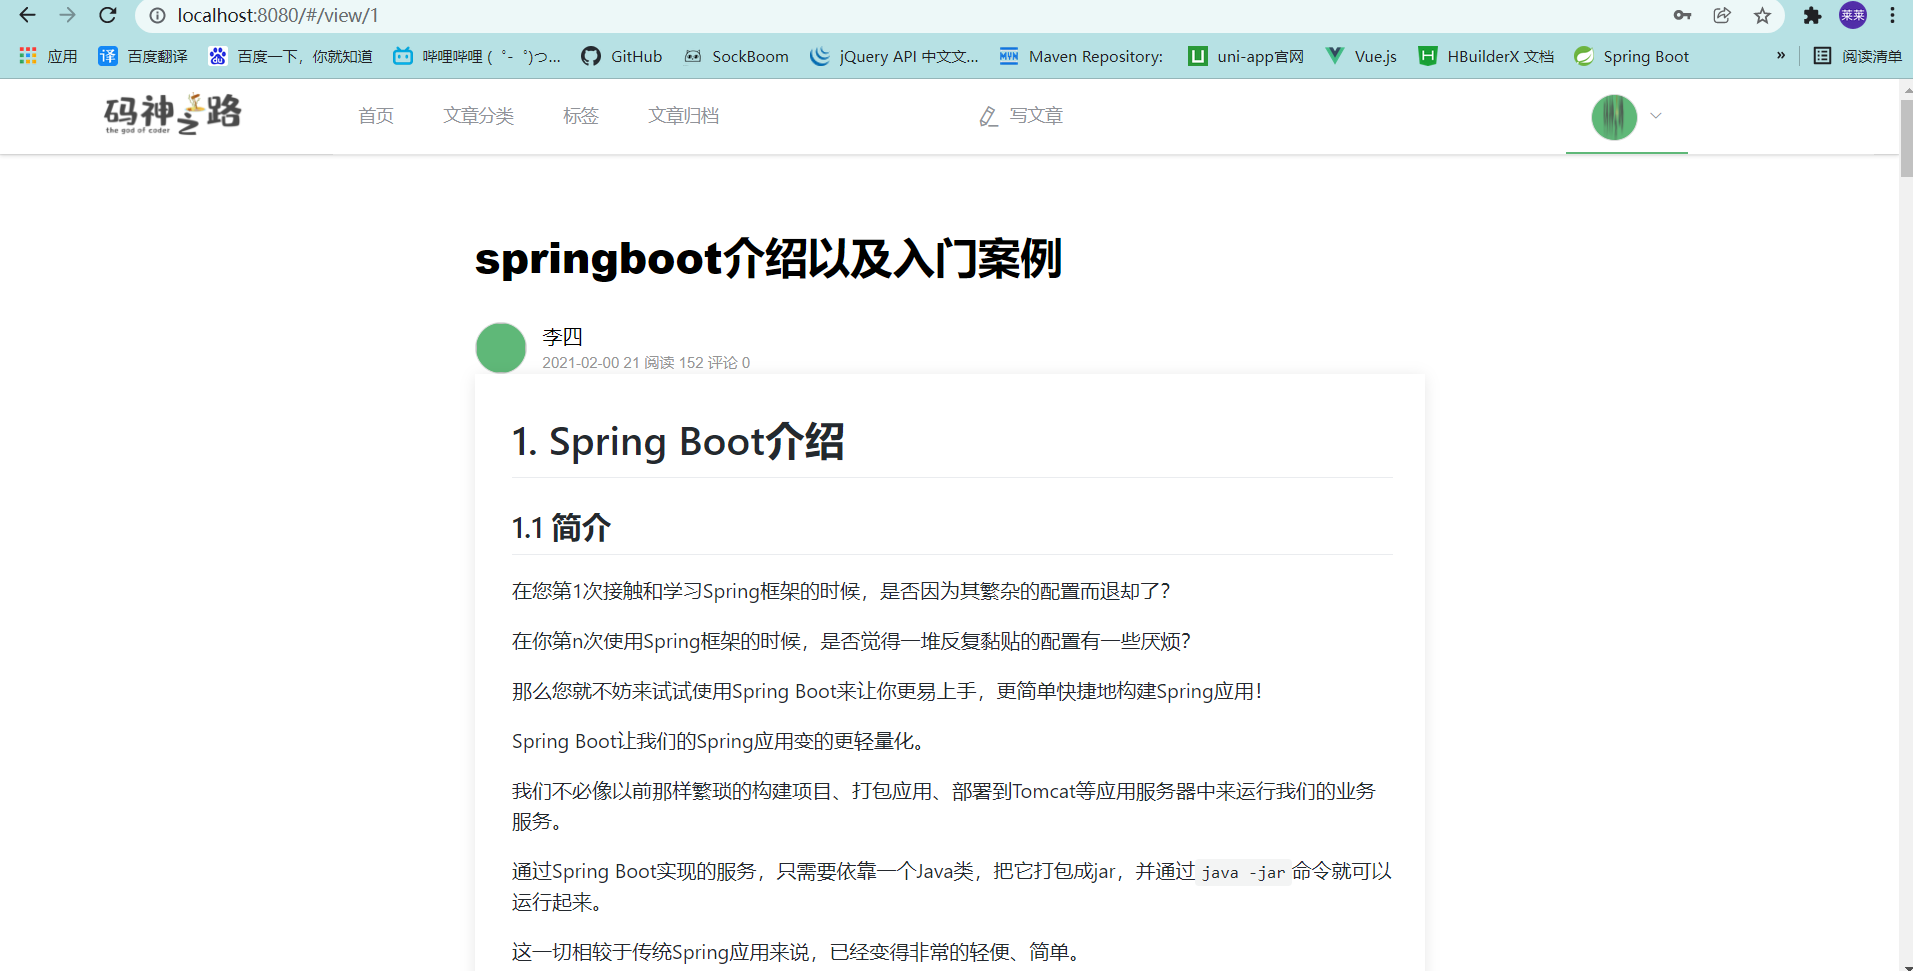 localhost:8080/#/view/1
莱莱
应用 百度翻译 百度一下，你就知道 哔哩哔哩 ( ゜- ゜)つ... GitHub SockBoom jQuery API 中文文... Maven Repository: uni-app官网 Vue.js HBuilderX 文档 Spring Boot » 阅读清单
码神之路 首页 文章分类 标签 文章归档 写文章
the god of coder
springboot介绍以及入门案例
李四
2021-02-00 21 阅读 152 评论 0
1. Spring Boot介绍
1.1 简介
在您第1次接触和学习Spring框架的时候，是否因为其繁杂的配置而退却了？
在你第n次使用Spring框架的时候，是否觉得一堆反复黏贴的配置有一些厌烦？
那么您就不妨来试试使用Spring Boot来让你更易上手，更简单快捷地构建Spring应用！
Spring Boot让我们的Spring应用变的更轻量化。
我们不必像以前那样繁琐的构建项目、打包应用、部署到Tomcat等应用服务器中来运行我们的业务
服务。
通过Spring Boot实现的服务，只需要依靠一个Java类，把它打包成jar，并通过java -jar命令就可以
运行起来。
这一切相较于传统Spring应用来说，已经变得非常的轻便、简单。